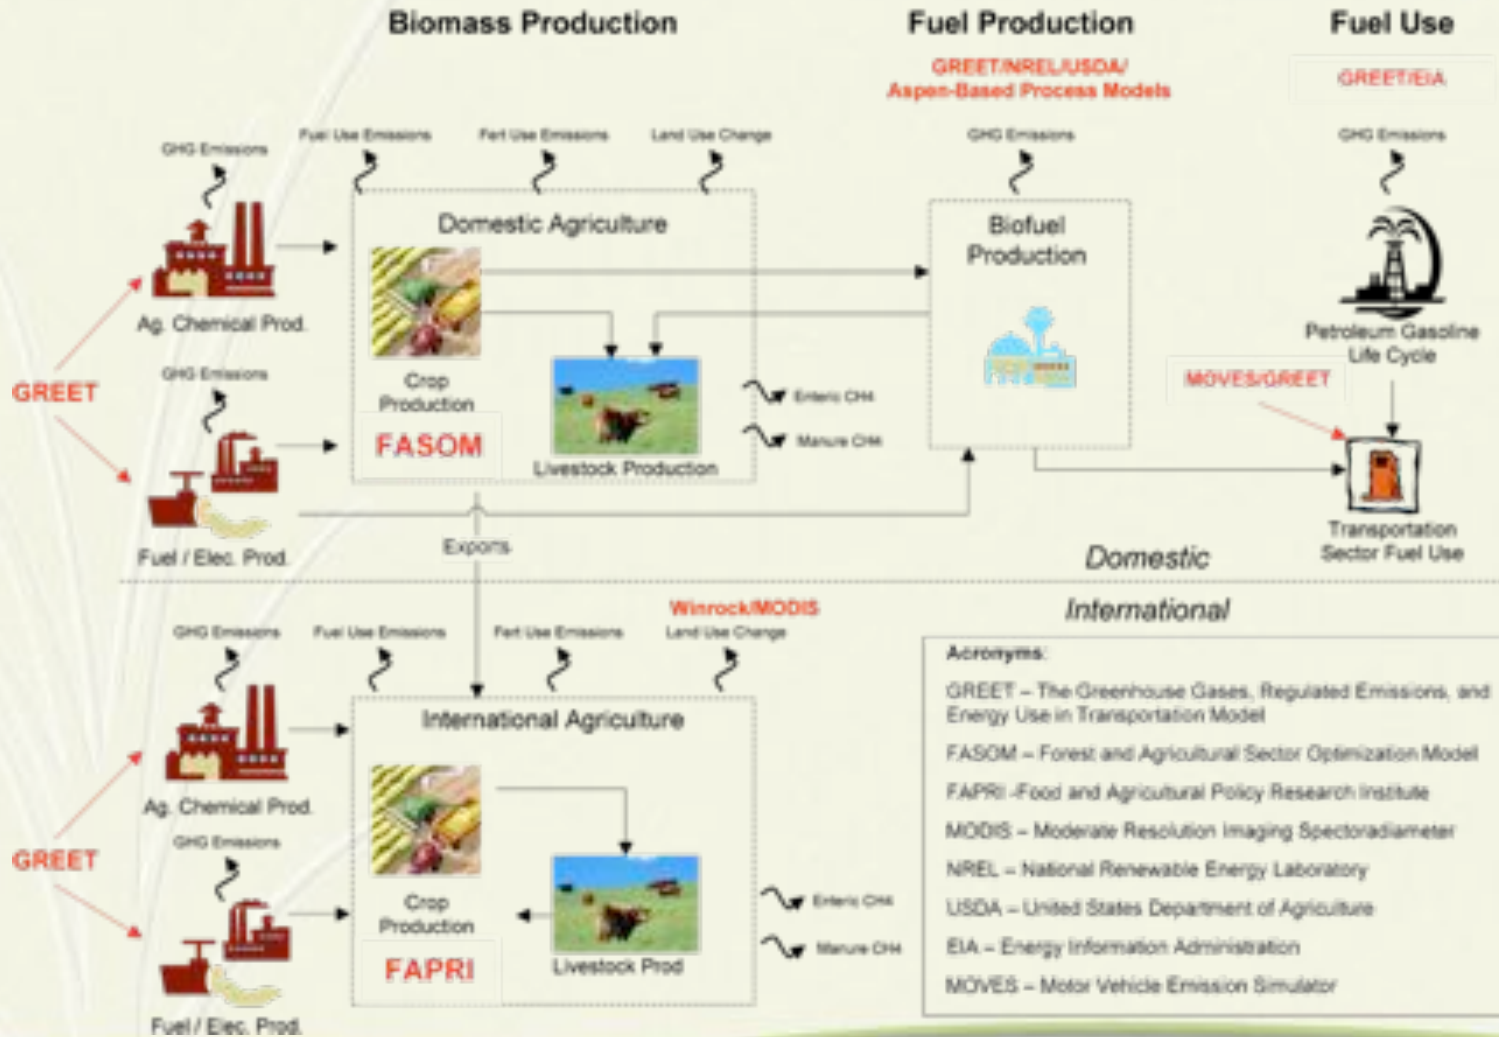 Biomass Production
Fuel Production
Fuel Use
GREET/NREL/USDA/
Aspen-Based Process Models
GREET/EIA
GHG Emissions
Fuel Use Emissions
Fert Use Emissions
Land Use Change
GHG Emissions
GHG Emissions
Domestic Agriculture
Biofuel
Production
Ag. Chemical Prod.
Petroleum Gasoline
Life Cycle
GHG Emissions
GREET
Crop
Production
FASOM
Livestock Production
Enteric CH4
Manure CH4
MOVES/GREET
Fuel / Elec. Prod.
Exports
Transportation
Sector Fuel Use
Domestic
International
Winrock/MODIS
GHG Emissions
Fuel Use Emissions
Fert Use Emissions
Land Use Change
International Agriculture
Ag. Chemical Prod.
GHG Emissions
GREET
Crop
Production
FAPRI
Livestock Prod
Enteric CH4
Manure CH4
Fuel / Elec. Prod.
Acronyms:
GREET – The Greenhouse Gases, Regulated Emissions, and
Energy Use in Transportation Model
FASOM – Forest and Agricultural Sector Optimization Model
FAPRI -Food and Agricultural Policy Research Institute
MODIS – Moderate Resolution Imaging Spectoradiameter
NREL – National Renewable Energy Laboratory
USDA – United States Department of Agriculture
EIA – Energy Information Administration
MOVES – Motor Vehicle Emission Simulator